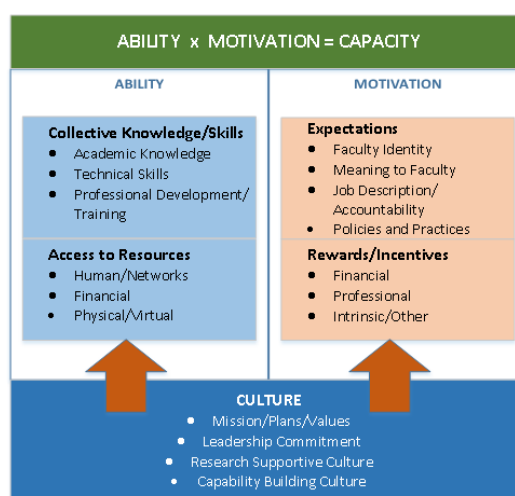 ABILITY x MOTIVATION = CAPACITY
ABILITY
Collective Knowledge/Skills
● Academic Knowledge
● Technical Skills
● Professional Development/
Training
Access to Resources
● Human/Networks
● Financial
• Physical/Virtual
MOTIVATION
Expectations
● Faculty Identity
● Meaning to Faculty
● Job Description/
Accountability
• Policies and Practices
Rewards/Incentives
● Financial
● Professional
• Intrinsic/Other
CULTURE
● Mission/Plans/Values
● Leadership Commitment
● Research Supportive Culture
• Capability Building Culture